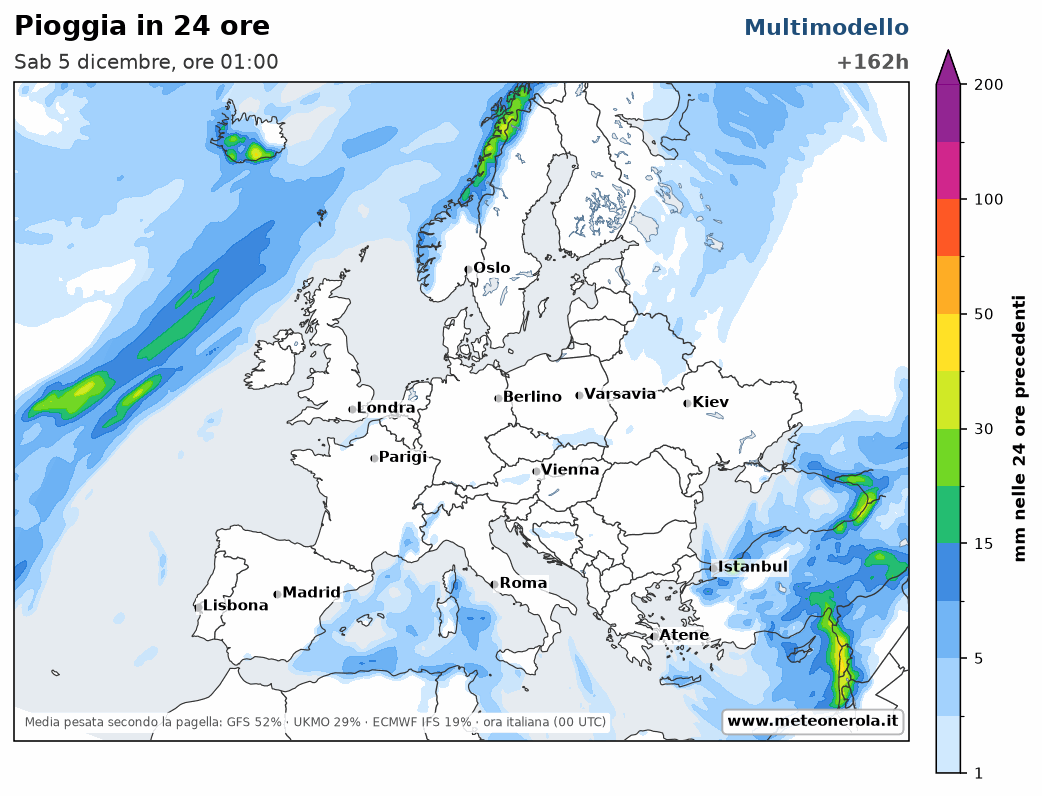 Pioggia in 24 ore
Multimodello
Sab 5 dicembre, ore 01:00
+162h
200
100
50
30
15
5
1
mm nelle 24 ore precedenti
Oslo
Berlino
Varsavia
Kiev
Londra
Parigi
Vienna
Istanbul
Roma
Madrid
Lisbona
Atene
Media pesata secondo la pagella: GFS 52% · UKMO 29% · ECMWF IFS 19% · ora italiana (00 UTC)
www.meteonerola.it